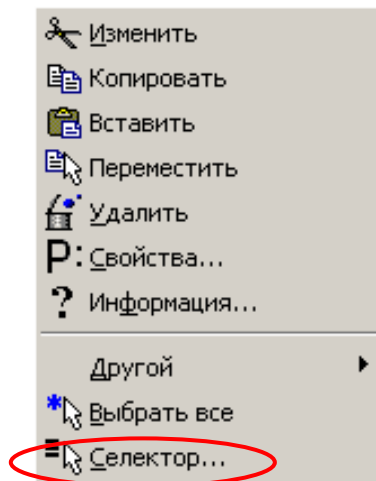 Изменить
Копировать
Вставить
Переместить
Удалить
P: Свойства...
? Информация...
Другой
Выбрать все
Селектор...